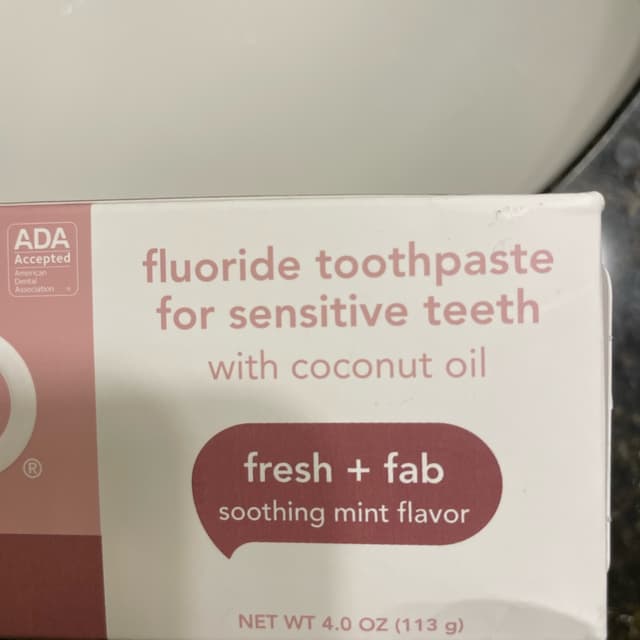 ADA
Accepted
American
Dental
Association ®
fluoride toothpaste
for sensitive teeth
with coconut oil
®
fresh + fab
soothing mint flavor
NET WT 4.0 OZ (113 g)